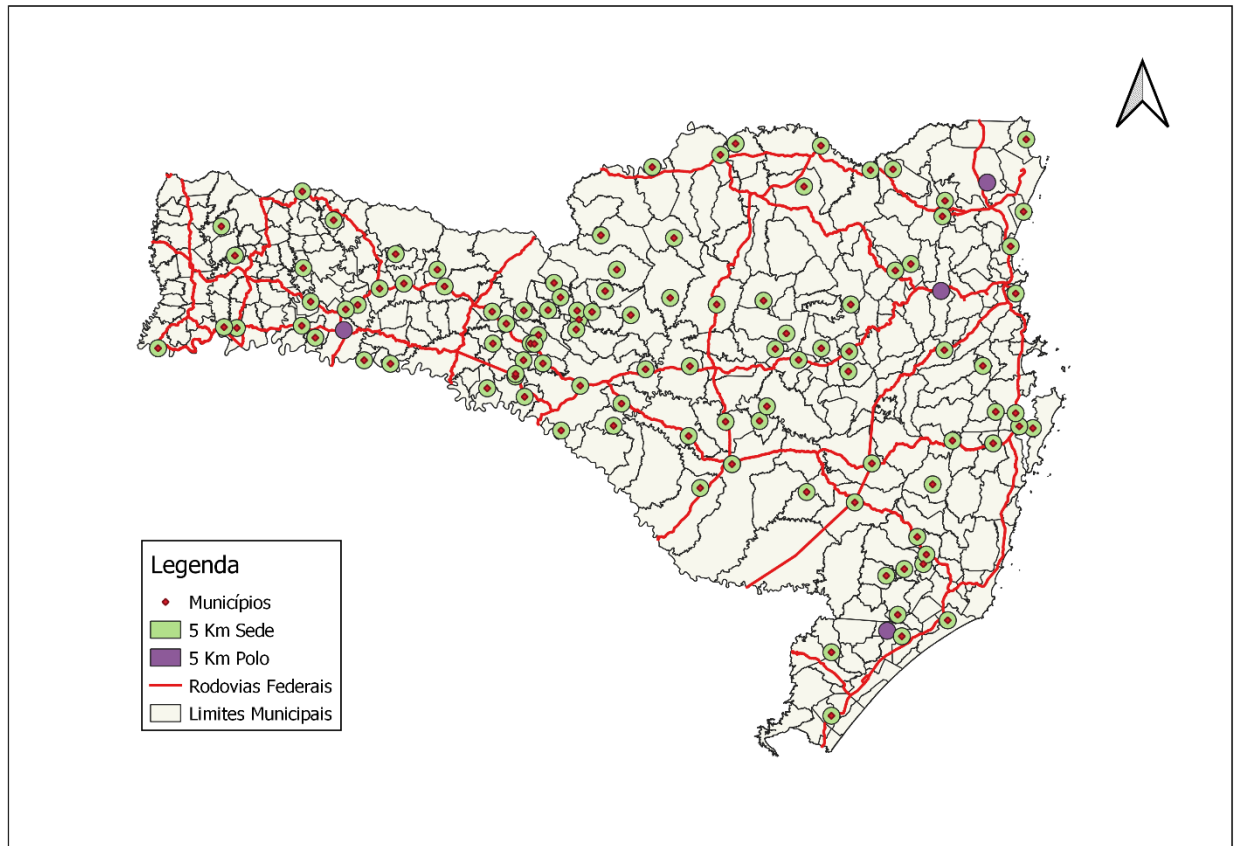 Legenda
Municípios
5 Km Sede
5 Km Polo
Rodovias Federais
Limites Municipais